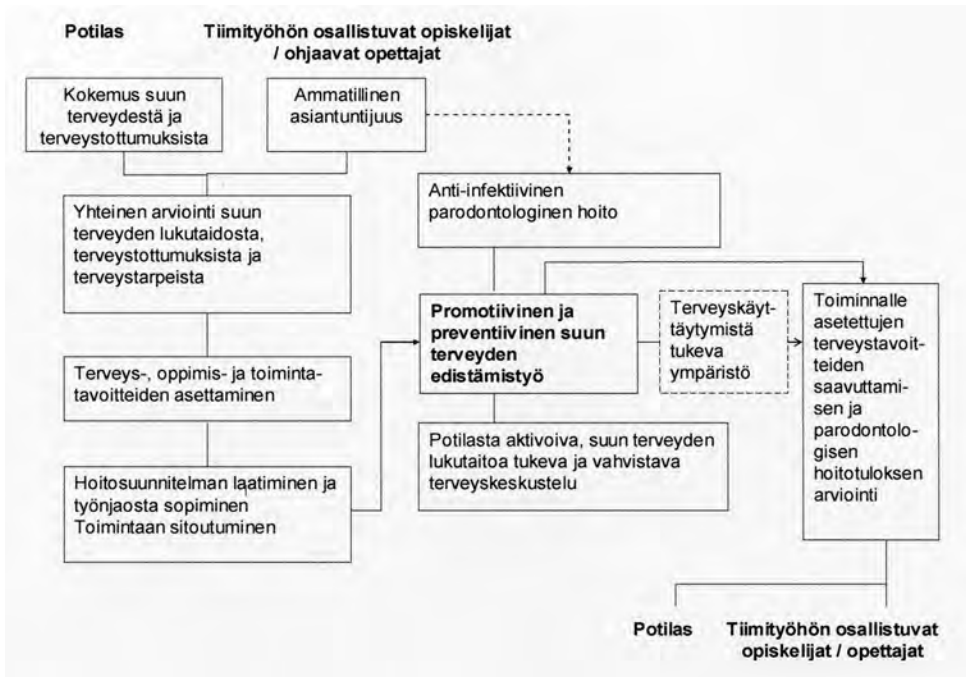 Potilas
Tiimityöhön osallistuvat opiskelijat
/ ohjaavat opettajat
Kokemus suun
terveydestä ja
terveystottumuksista
Ammatillinen
asiantuntijuus
Yhteinen arviointi suun
terveyden lukutaidosta,
terveystottumuksista ja
terveystarpeista
Anti-infektiivinen
parodontologinen hoito
Terveys-, oppimis- ja toiminta-
tavoitteiden asettaminen
Promotiivinen ja
preventiivinen suun
terveyden
edistämistyö
Terveyskäyt-
täytymistä
tukeva
ympäristö
Toiminnalle
asetettujen
terveystavoit-
teiden
saavuttami-
sen ja
parodontolo-
gisen
hoitotuloksen
arviointi
Hoitosuunnitelman laatiminen ja
työnjaosta sopiminen
Toimintaan sitoutuminen
Potilasta aktivoiva, suun terveyden
lukutaitoa tukeva ja vahvistava
terveyskeskustelu
Potilas
Tiimityöhön osallistuvat
opiskelijat / opettajat